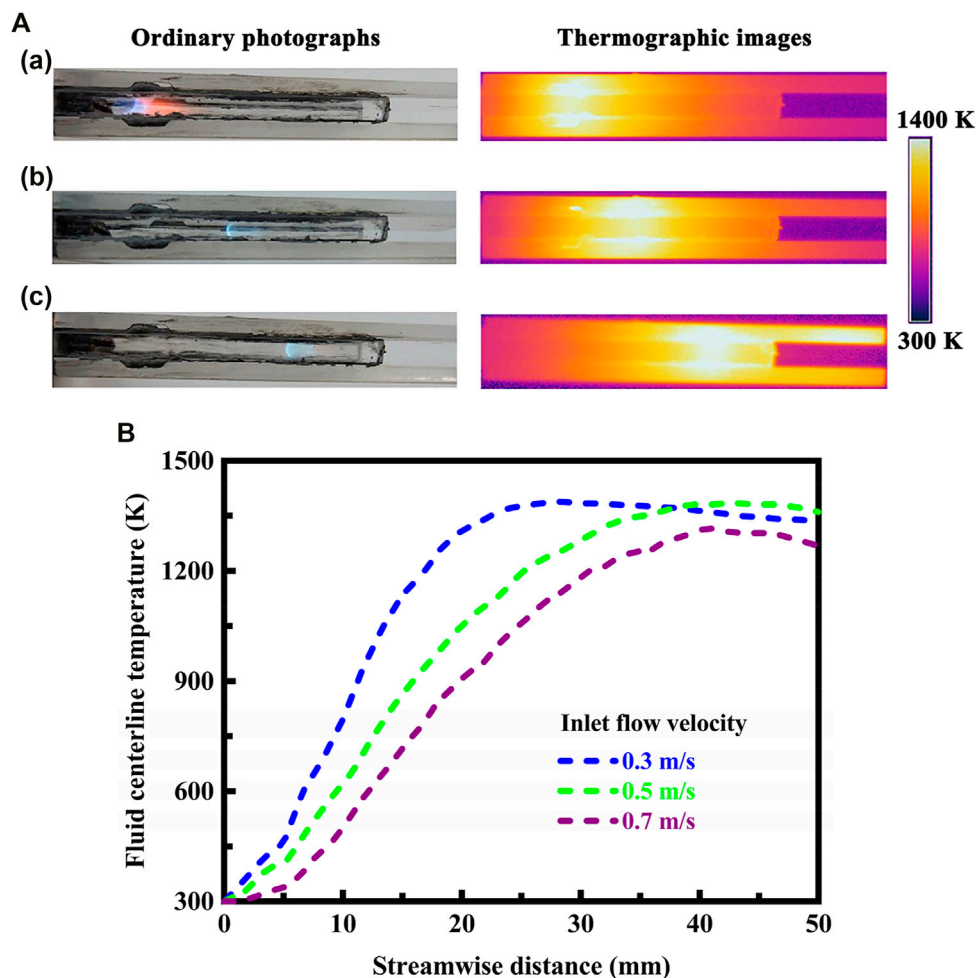 A
Ordinary photographs
Thermographic images
(a)
1400 K
(b)
(c)
300 K
B
1500
1200
900
600
300
Fluid centerline temperature (K)
Inlet flow velocity
0.3 m/s
0.5 m/s
0.7 m/s
0 10 20 30 40 50
Streamwise distance (mm)